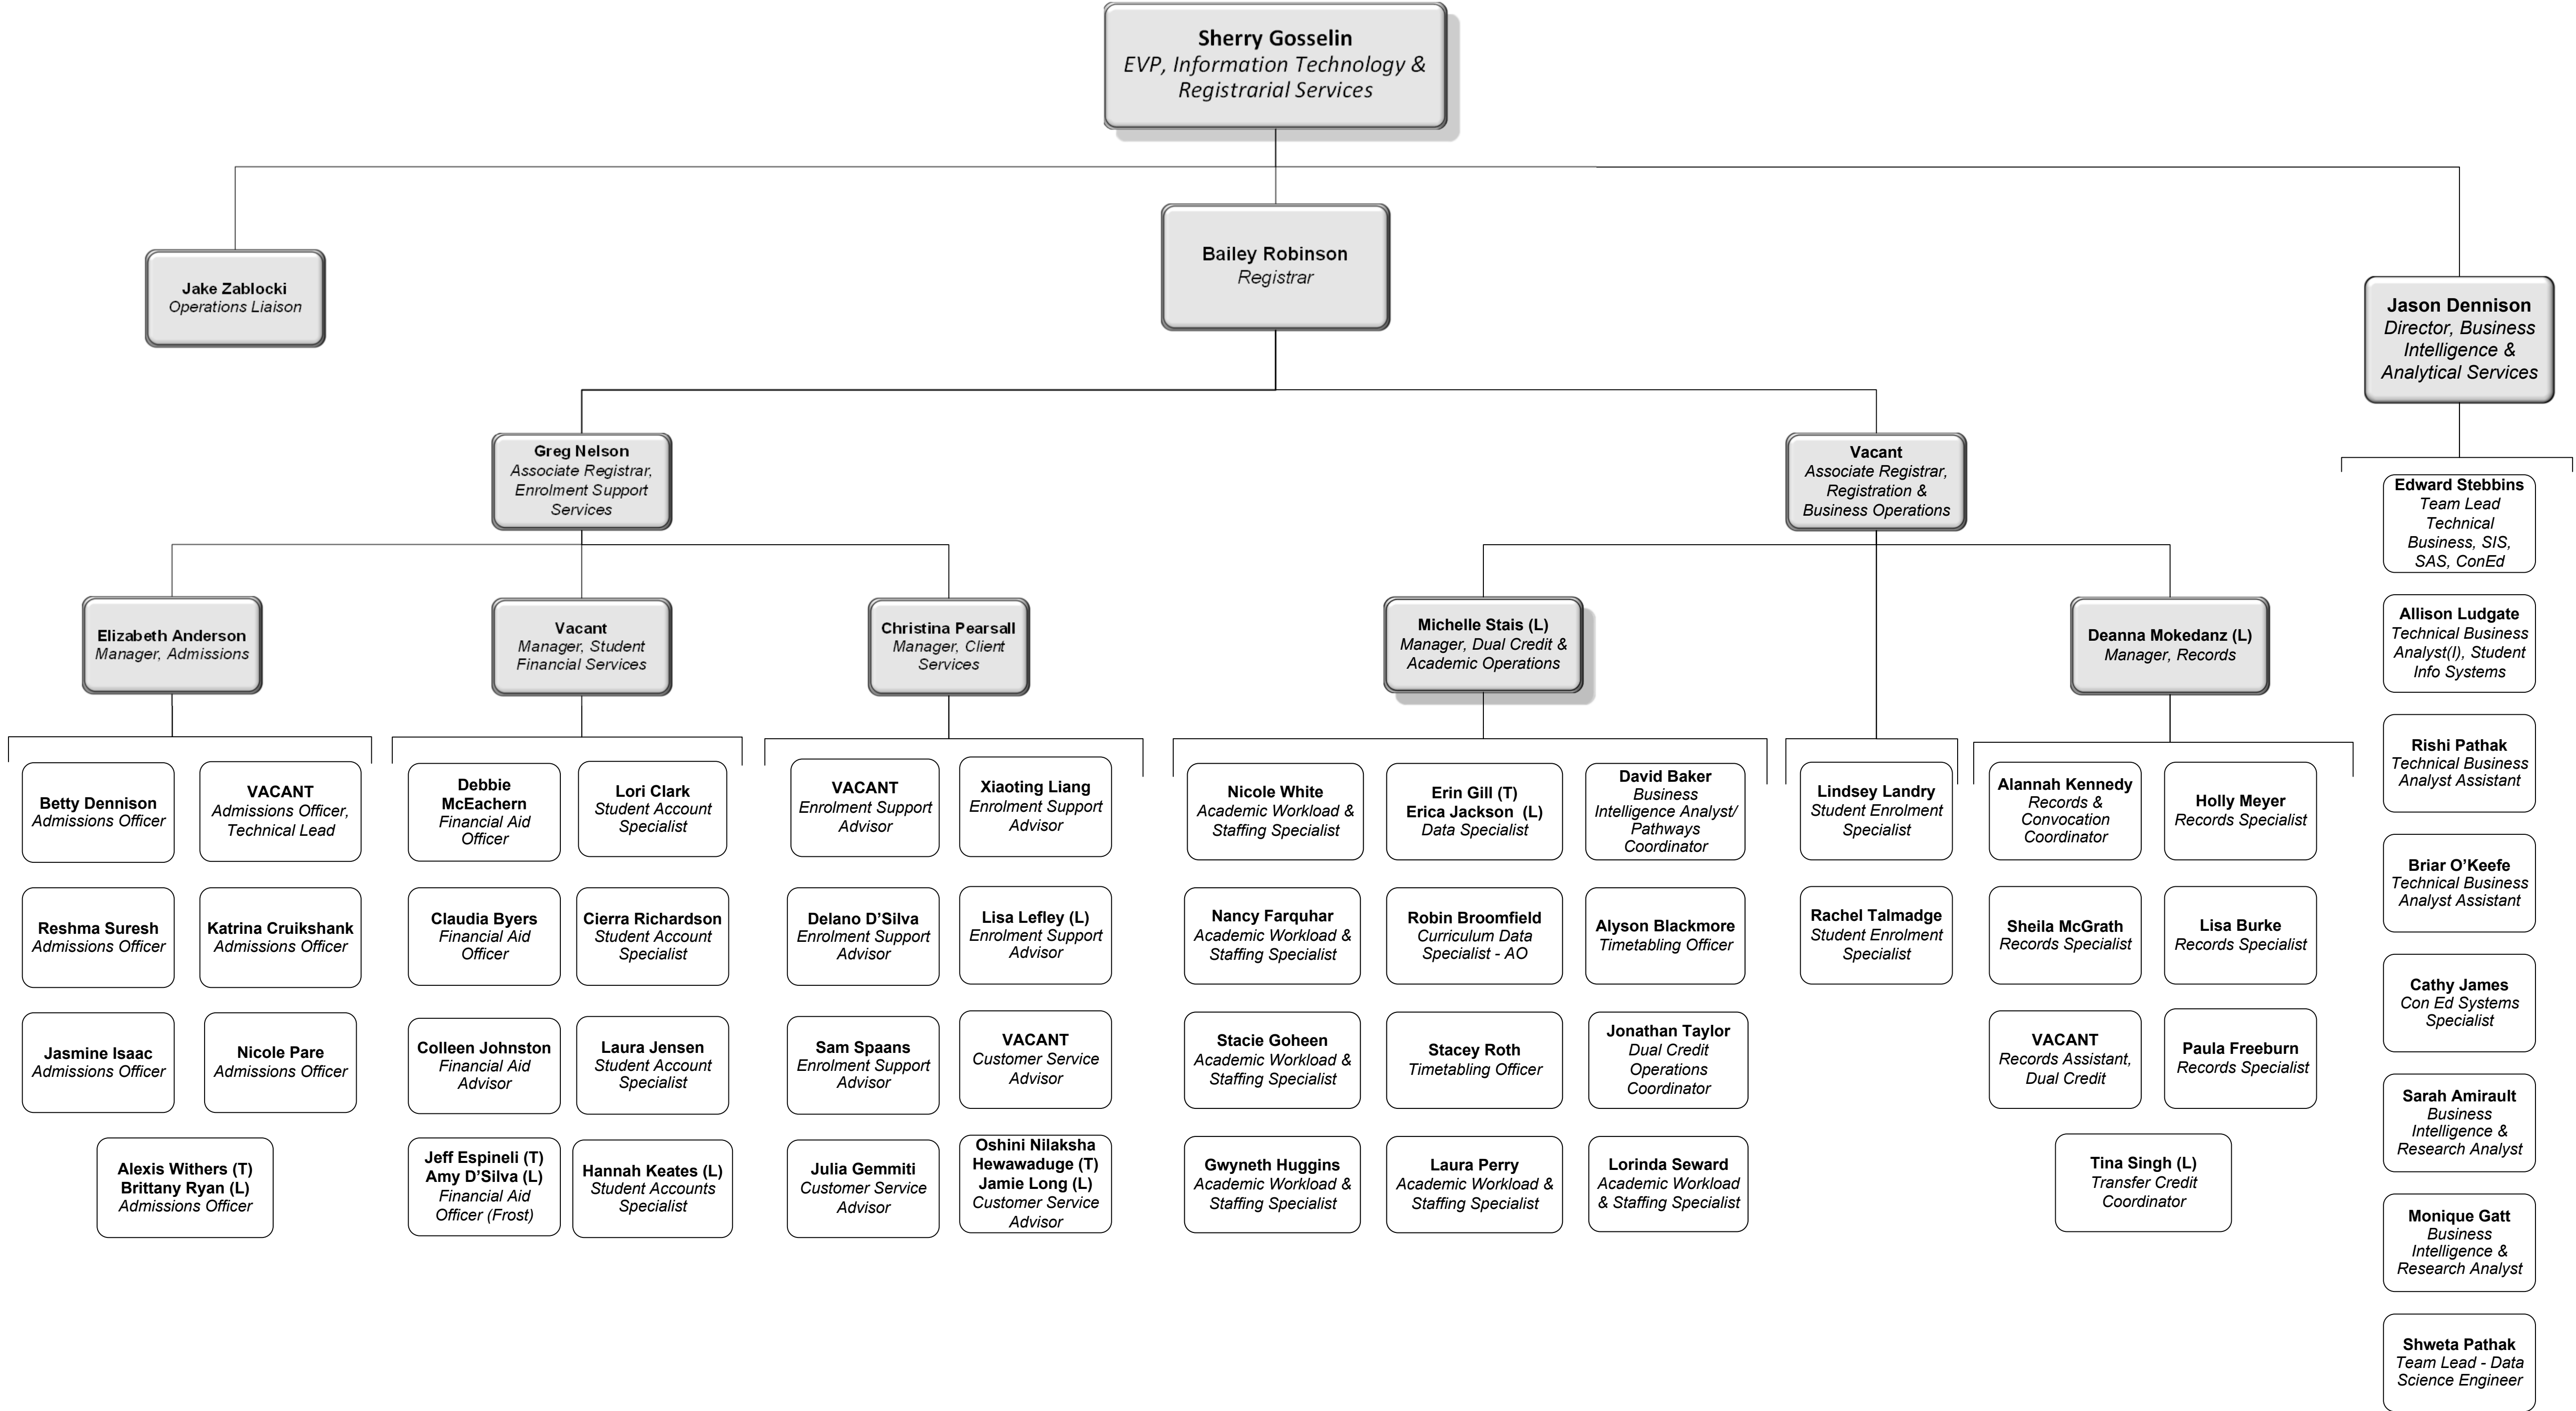 Sherry Gosselin
EVP, Information Technology &
Registrarial Services
Jake Zablocki
Operations Liaison
Bailey Robinson
Registrar
Jason Dennison
Director, Business
Intelligence &
Analytical Services
Greg Nelson
Associate Registrar,
Enrolment Support
Services
Vacant
Associate Registrar,
Registration &
Business Operations
Elizabeth Anderson
Manager, Admissions
Vacant
Manager, Student
Financial Services
Christina Pearsall
Manager, Client
Services
Michelle Stais (L)
Manager, Dual Credit &
Academic Operations
Deanna Mokedanz (L)
Manager, Records
Betty Dennison
Admissions Officer
VACANT
Admissions Officer,
Technical Lead
Reshma Suresh
Admissions Officer
Katrina Cruikshank
Admissions Officer
Jasmine Isaac
Admissions Officer
Nicole Pare
Admissions Officer
Alexis Withers (T)
Brittany Ryan (L)
Admissions Officer
Debbie
McEachern
Financial Aid
Officer
Lori Clark
Student Account
Specialist
Claudia Byers
Financial Aid
Officer
Cierra Richardson
Student Account
Specialist
Colleen Johnston
Financial Aid
Advisor
Laura Jensen
Student Account
Specialist
Jeff Espineli (T)
Amy D’Silva (L)
Financial Aid
Officer (Frost)
Hannah Keates (L)
Student Accounts
Specialist
VACANT
Enrolment Support
Advisor
Xiaoting Liang
Enrolment Support
Advisor
Delano D’Silva
Enrolment Support
Advisor
Lisa Lefley (L)
Enrolment Support
Advisor
Sam Spaans
Enrolment Support
Advisor
VACANT
Customer Service
Advisor
Julia Gemmiti
Customer Service
Advisor
Oshini Nilaksha
Hewawaduge (T)
Jamie Long (L)
Customer Service
Advisor
Nicole White
Academic Workload &
Staffing Specialist
Erin Gill (T)
Erica Jackson (L)
Data Specialist
David Baker
Business
Intelligence Analyst/
Pathways
Coordinator
Nancy Farquhar
Academic Workload &
Staffing Specialist
Robin Broomfield
Curriculum Data
Specialist - AO
Alyson Blackmore
Timetabling Officer
Stacie Goheen
Academic Workload &
Staffing Specialist
Stacey Roth
Timetabling Officer
Jonathan Taylor
Dual Credit
Operations
Coordinator
Gwyneth Huggins
Academic Workload &
Staffing Specialist
Laura Perry
Academic Workload &
Staffing Specialist
Lorinda Seward
Academic Workload
& Staffing Specialist
Lindsey Landry
Student Enrolment
Specialist
Rachel Talmadge
Student Enrolment
Specialist
Alannah Kennedy
Records &
Convocation
Coordinator
Holly Meyer
Records Specialist
Sheila McGrath
Records Specialist
Lisa Burke
Records Specialist
VACANT
Records Assistant,
Dual Credit
Paula Freeburn
Records Specialist
Tina Singh (L)
Transfer Credit
Coordinator
Edward Stebbins
Team Lead
Technical
Business, SIS,
SAS, ConEd
Allison Ludgate
Technical Business
Analyst(I), Student
Info Systems
Rishi Pathak
Technical Business
Analyst Assistant
Briar O’Keefe
Technical Business
Analyst Assistant
Cathy James
Con Ed Systems
Specialist
Sarah Amirault
Business
Intelligence &
Research Analyst
Monique Gatt
Business
Intelligence &
Research Analyst
Shweta Pathak
Team Lead - Data
Science Engineer